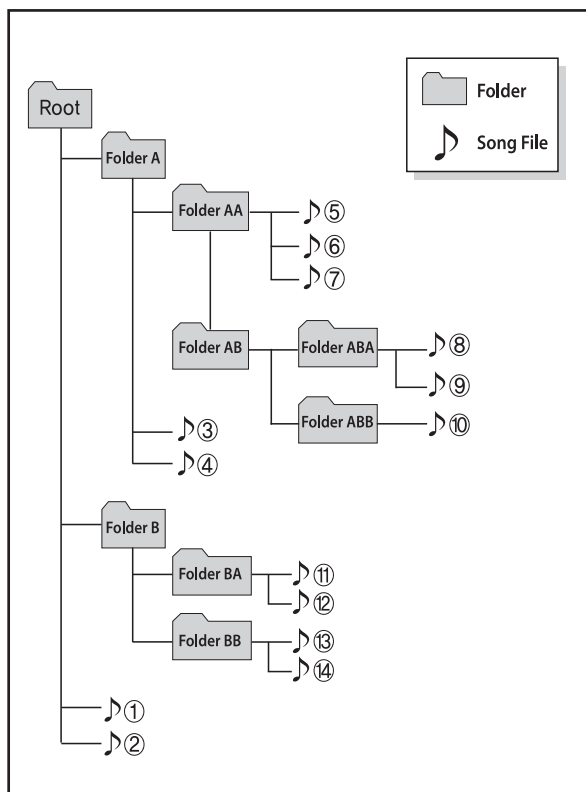 Root
Folder
Song File
Folder A
Folder AA
⑤
⑥
⑦
Folder AB
Folder ABA
⑧
⑨
Folder ABB
⑩
③
④
Folder B
Folder BA
⑪
⑫
Folder BB
⑬
⑭
①
②